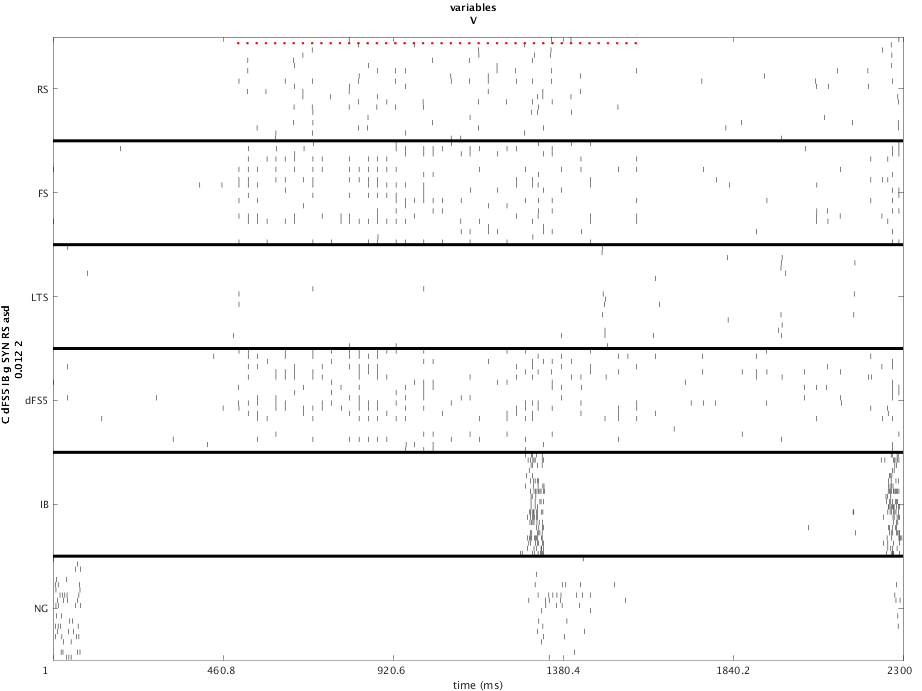 variables
V
RS
FS
LTS
dFS5
IB
NG
C dFS5 IB g SYN RS asd
0.012 2
1
460.8
920.6
1380.4
1840.2
2300
time (ms)